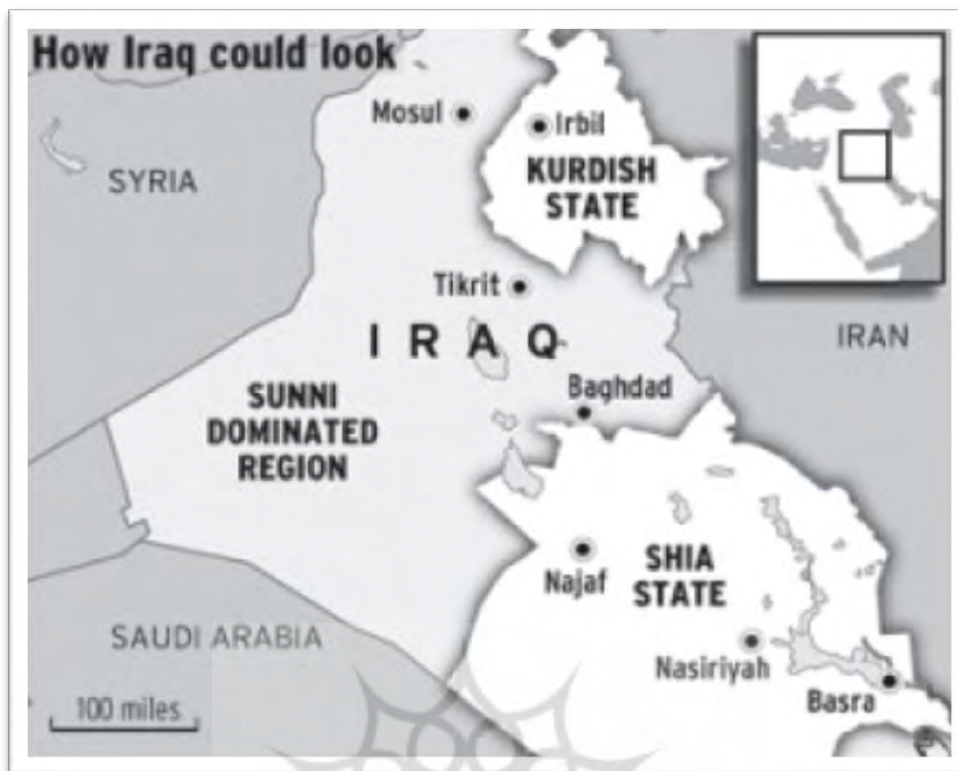 How Iraq could look
Mosul
Irbil
KURDISH
STATE
SYRIA
Tikrit
IRAQ
IRAN
Baghdad
SUNNI
DOMINATED
REGION
Najaf
SHIA
STATE
SAUDI ARABIA
Nasiriyah
Basra
100 miles